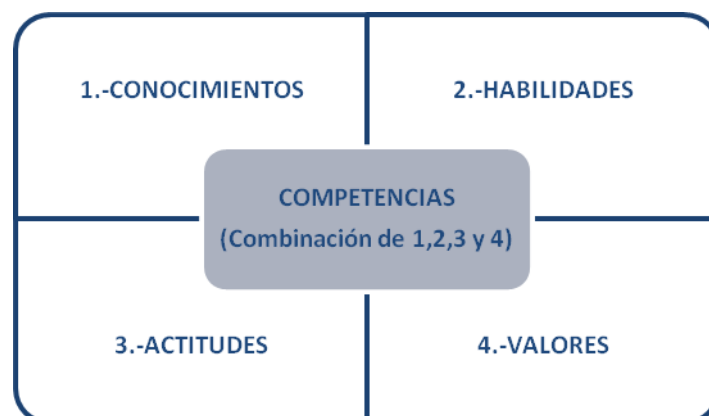 1.-CONOCIMIENTOS
2.-HABILIDADES
COMPETENCIAS
(Combinación de 1,2,3 y 4)
3.-ACTITUDES
4.-VALORES